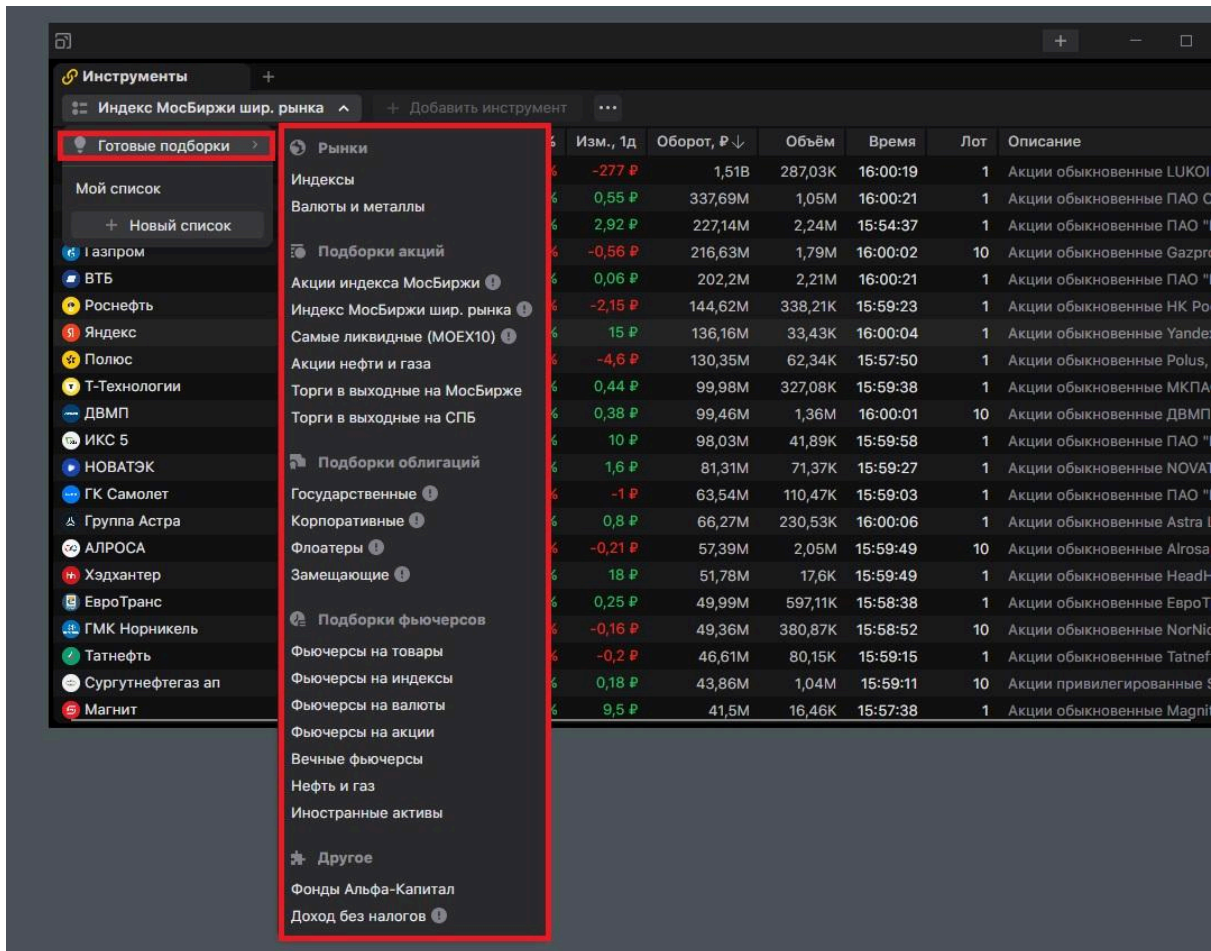 Инструменты
Индекс МосБиржи шир. рынка
Добавить инструмент
Готовые подборки
Мой список
Новый список
Рынки
Индексы
Валюты и металлы
Подборки акций
Акции индекса МосБиржи
Индекс МосБиржи шир. рынка
Самые ликвидные (MOEX10)
Акции нефти и газа
Торги в выходные на МосБирже
Торги в выходные на СПБ
Подборки облигаций
Государственные
Корпоративные
Флоатеры
Замещающие
Подборки фьючерсов
Фьючерсы на товары
Фьючерсы на индексы
Фьючерсы на валюты
Фьючерсы на акции
Вечные фьючерсы
Нефть и газ
Иностранные активы
Другое
Фонды Альфа-Капитал
Доход без налогов
Изм., 1д Оборот, ₽ Объём Время Лот Описание
-277 ₽ 1,51B 287,03K 16:00:19 1 Акции обыкновенные LUKOI
0,55 ₽ 337,69M 1,05M 16:00:21 1 Акции обыкновенные ПАО
2,92 ₽ 227,14M 2,24M 15:54:37 1 Акции обыкновенные ПАО
Газпром -0,56 ₽ 216,63M 1,79M 16:00:02 10 Акции обыкновенные Gazpro
ВТБ 0,06 ₽ 202,2M 2,21M 16:00:21 1 Акции обыкновенные ПАО
Роснефть -2,15 ₽ 144,62M 338,21K 15:59:23 1 Акции обыкновенные НК Ро
Яндекс 15 ₽ 136,16M 33,43K 16:00:04 1 Акции обыкновенные Yande
Полюс -4,6 ₽ 130,35M 62,34K 15:57:50 1 Акции обыкновенные Polus,
Т-Технологии 0,44 ₽ 99,98M 327,08K 15:59:38 1 Акции обыкновенные МКПА
ДВМП 0,38 ₽ 99,46M 1,36M 16:00:01 10 Акции обыкновенные ДВМП
ИКС 5 10 ₽ 98,03M 41,89K 15:59:58 1 Акции обыкновенные ПАО
НОВАТЭК 1,6 ₽ 81,31M 71,37K 15:59:27 1 Акции обыкновенные NOVAT
ГК Самолет -1 ₽ 63,54M 110,47K 15:59:03 1 Акции обыкновенные ПАО
Группа Астра 0,8 ₽ 66,27M 230,53K 16:00:06 1 Акции обыкновенные Astra
АЛРОСА -0,21 ₽ 57,39M 2,05M 15:59:49 10 Акции обыкновенные Alrosa
Хэдхантер 18 ₽ 51,78M 17,6K 15:59:49 1 Акции обыкновенные HeadH
ЕвроТранс 0,25 ₽ 49,99M 597,11K 15:58:38 1 Акции обыкновенные ЕвроТ
ГМК Норникель -0,16 ₽ 49,36M 380,87K 15:58:52 10 Акции обыкновенные NorNic
Татнефть -0,2 ₽ 46,61M 80,15K 15:59:15 1 Акции обыкновенные Tatnef
Сургутнефтегаз ап 0,18 ₽ 43,86M 1,04M 15:59:11 10 Акции привилегированные
Магнит 9,5 ₽ 41,5M 16,46K 15:57:38 1 Акции обыкновенные Magnit